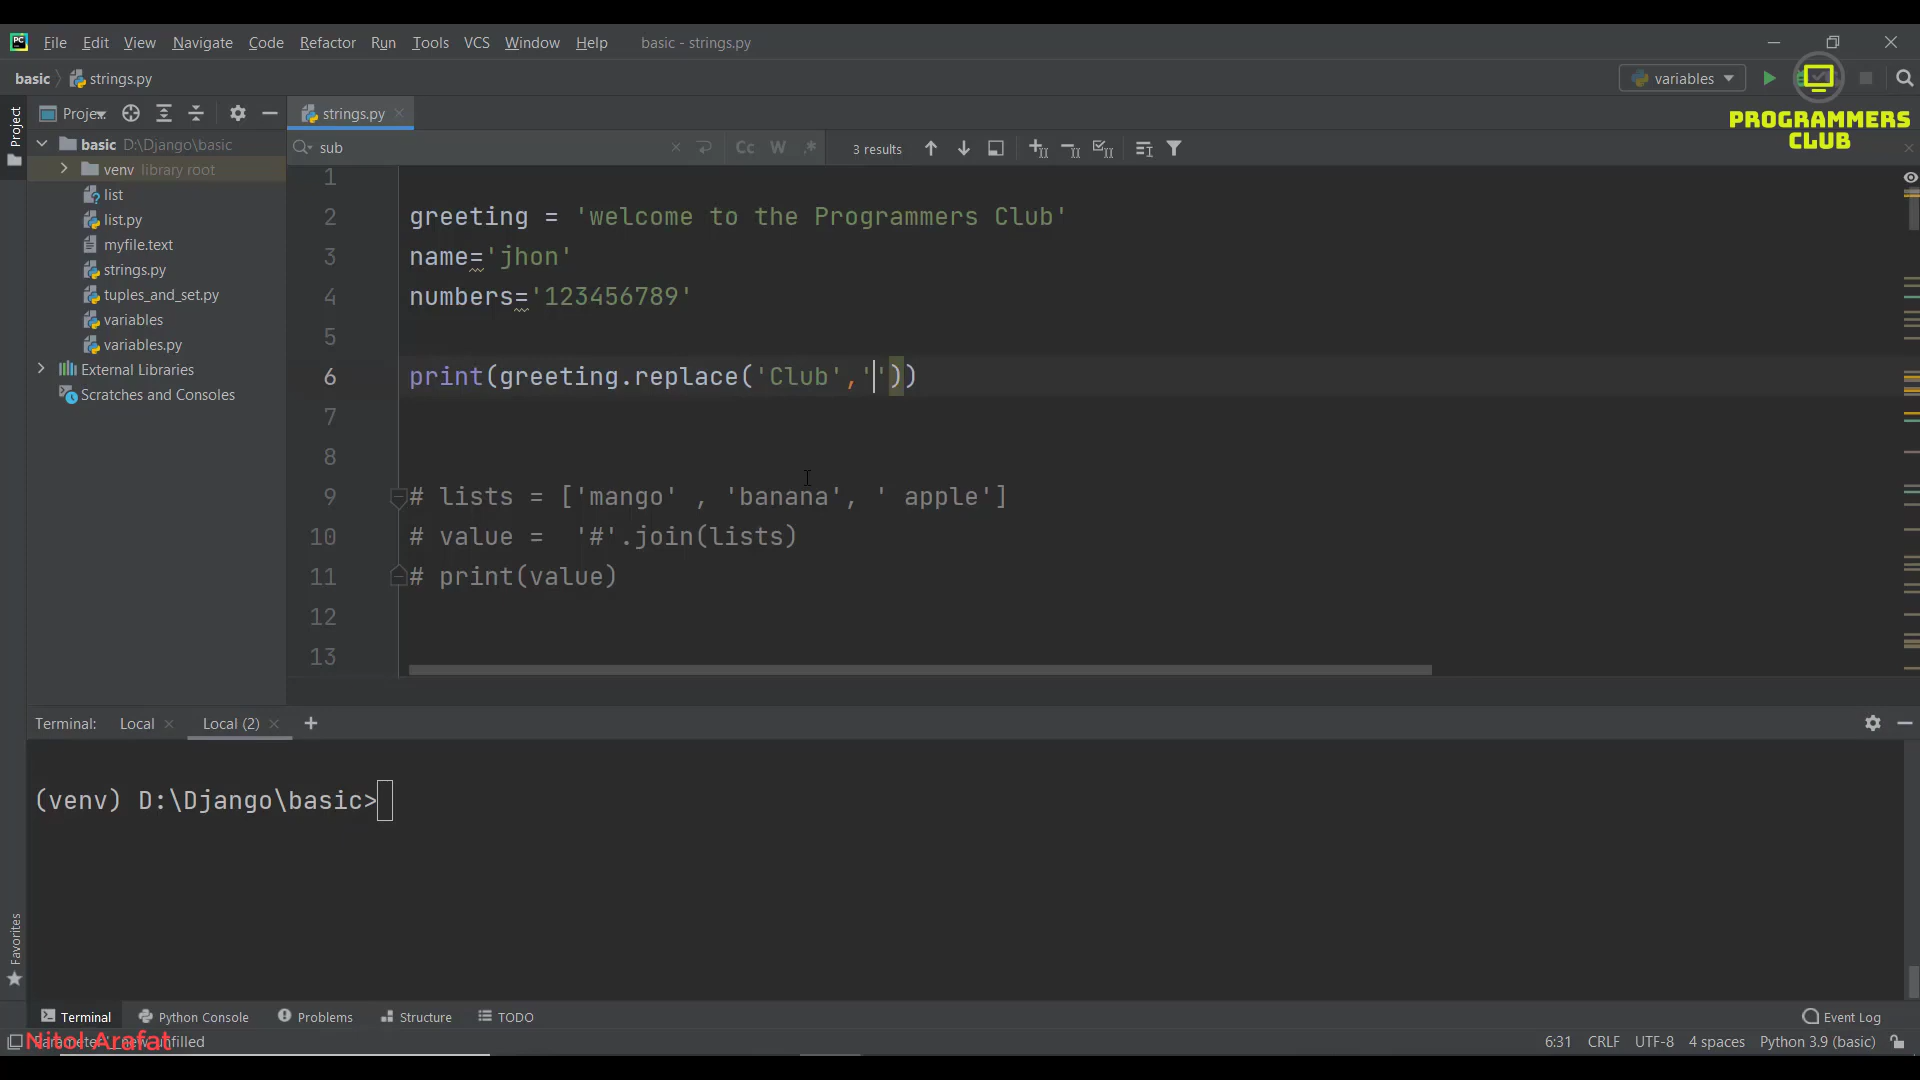 PC File Edit View Navigate Code Refactor Run Tools VCS Window Help basic - strings.py
basic strings.py variables
PROGRAMMERS
CLUB
Project
Proje
strings.py
basic D:\Django\basic
venv library root
list
list.py
myfile.text
strings.py
tuples_and_set.py
variables
variables.py
External Libraries
Scratches and Consoles
sub Cc W .* 3 results
1
2 greeting = 'welcome to the Programmers Club'
3 name='jhon'
4 numbers='123456789'
5
6 print(greeting.replace('Club',''))
7
8
9 # lists = ['mango' , 'banana', ' apple']
10 # value =  '#'.join(lists)
11 # print(value)
12
13
Terminal: Local Local (2)
(venv) D:\Django\basic>
Favorites
Terminal Python Console Problems Structure TODO Event Log
Nitol Arafat
unfilled
6:31 CRLF UTF-8 4 spaces Python 3.9 (basic)